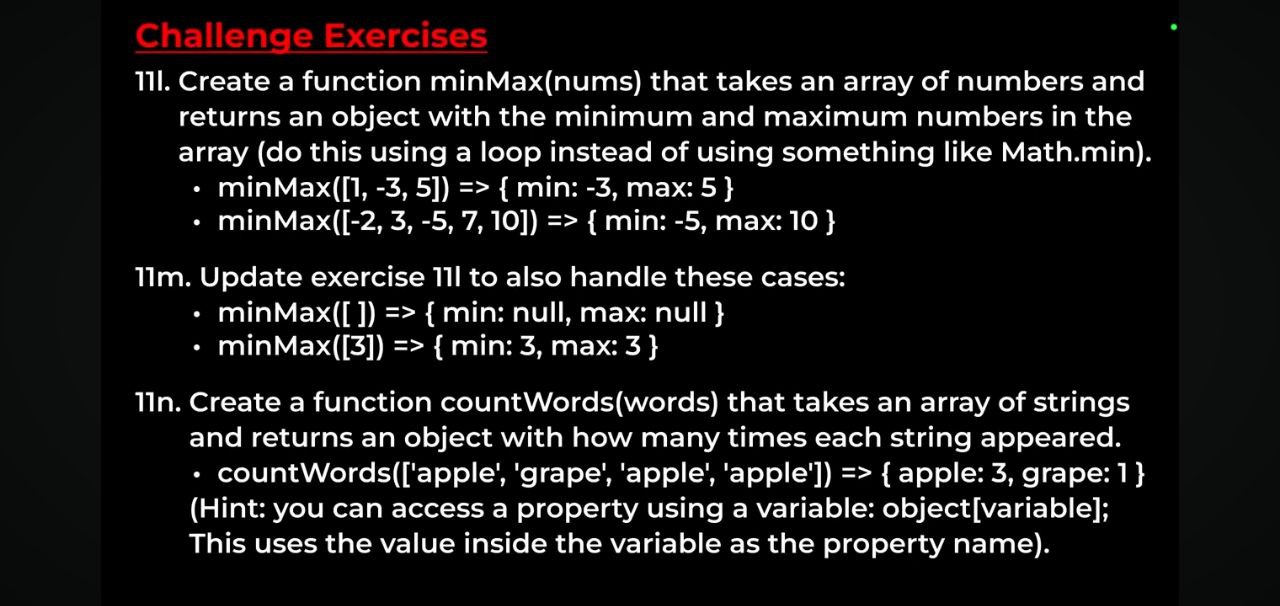 Challenge Exercises
11l. Create a function minMax(nums) that takes an array of numbers and
returns an object with the minimum and maximum numbers in the
array (do this using a loop instead of using something like Math.min).
• minMax([1, -3, 5]) => { min: -3, max: 5 }
• minMax([-2, 3, -5, 7, 10]) => { min: -5, max: 10 }
11m. Update exercise 11l to also handle these cases:
• minMax([ ]) => { min: null, max: null }
• minMax([3]) => { min: 3, max: 3 }
11n. Create a function countWords(words) that takes an array of strings
and returns an object with how many times each string appeared.
• countWords(['apple', 'grape', 'apple', 'apple']) => { apple: 3, grape: 1 }
(Hint: you can access a property using a variable: object[variable];
This uses the value inside the variable as the property name).